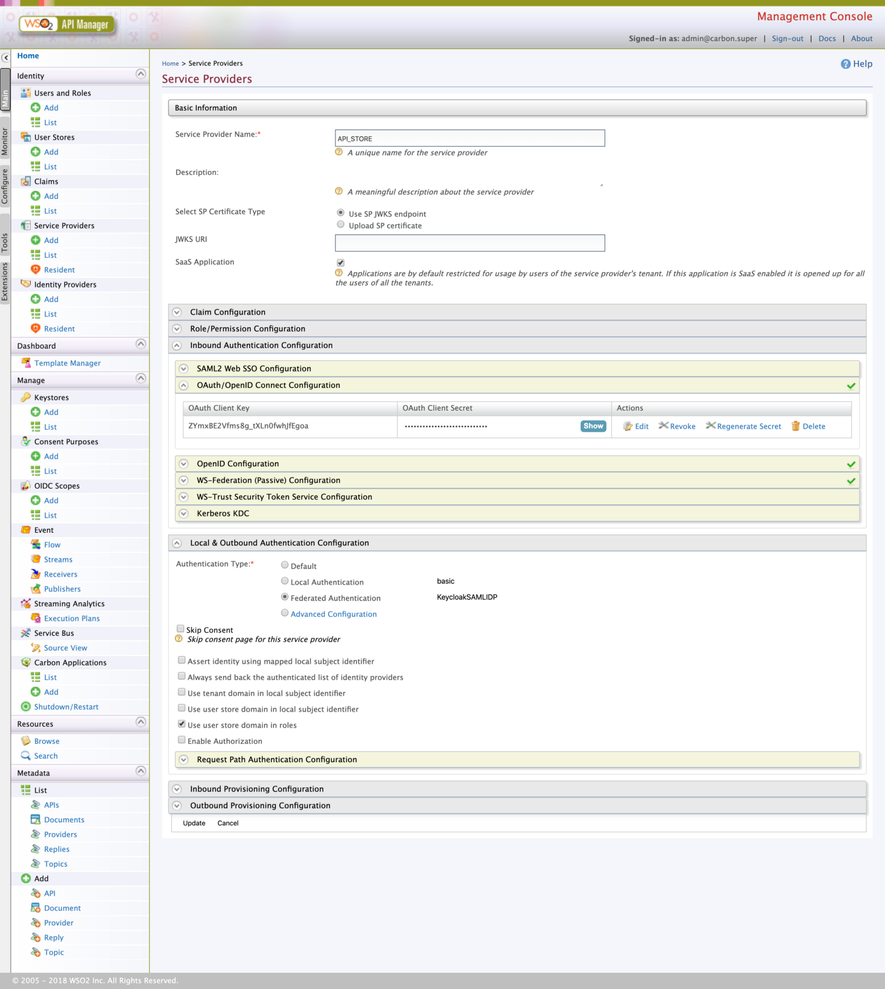 WSO2 API Manager
Management Console
Signed-in as: admin@carbon.super | Sign-out | Docs | About
Home
Identity
Users and Roles
Add
List
User Stores
Add
List
Claims
Add
List
Service Providers
Add
List
Resident
Identity Providers
Add
List
Resident
Dashboard
Template Manager
Manage
Keystores
Add
List
Consent Purposes
Add
List
OIDC Scopes
Add
List
Event
Flow
Streams
Receivers
Publishers
Streaming Analytics
Execution Plans
Service Bus
Source View
Carbon Applications
List
Add
Shutdown/Restart
Resources
Browse
Search
Metadata
List
APIs
Documents
Providers
Replies
Topics
Add
API
Document
Provider
Reply
Topic
Main
Monitor
Configure
Tools
Extensions
Home > Service Providers
Help
Service Providers
Basic Information
Service Provider Name:* API_STORE
A unique name for the service provider
Description:
A meaningful description about the service provider
Select SP Certificate Type Use SP JWKS endpoint
Upload SP certificate
JWKS URI
SaaS Application
Applications are by default restricted for usage by users of the service provider's tenant. If this application is SaaS enabled it is opened up for all
the users of all the tenants.
Claim Configuration
Role/Permission Configuration
Inbound Authentication Configuration
SAML2 Web SSO Configuration
OAuth/OpenID Connect Configuration
OAuth Client Key OAuth Client Secret Actions
ZYmxBE2Vfms8g_tXLn0fwhJfEgoa •••••••••••••••••••••••••••• Show Edit Revoke Regenerate Secret Delete
OpenID Configuration
WS-Federation (Passive) Configuration
WS-Trust Security Token Service Configuration
Kerberos KDC
Local & Outbound Authentication Configuration
Authentication Type:* Default
Local Authentication basic
Federated Authentication KeycloakSAMLIDP
Advanced Configuration
Skip Consent
Skip consent page for this service provider
Assert identity using mapped local subject identifier
Always send back the authenticated list of identity providers
Use tenant domain in local subject identifier
Use user store domain in local subject identifier
Use user store domain in roles
Enable Authorization
Request Path Authentication Configuration
Inbound Provisioning Configuration
Outbound Provisioning Configuration
Update Cancel
© 2005 - 2018 WSO2 Inc. All Rights Reserved.